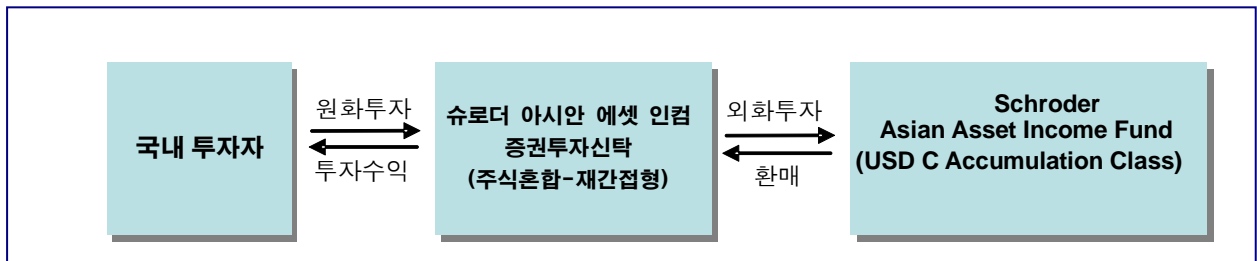 국내 투자자
원화투자
투자수익
슈로더 아시안 에셋 인컴
증권투자신탁
(주식혼합-재간접형)
외화투자
환매
Schroder
Asian Asset Income Fund
(USD C Accumulation Class)